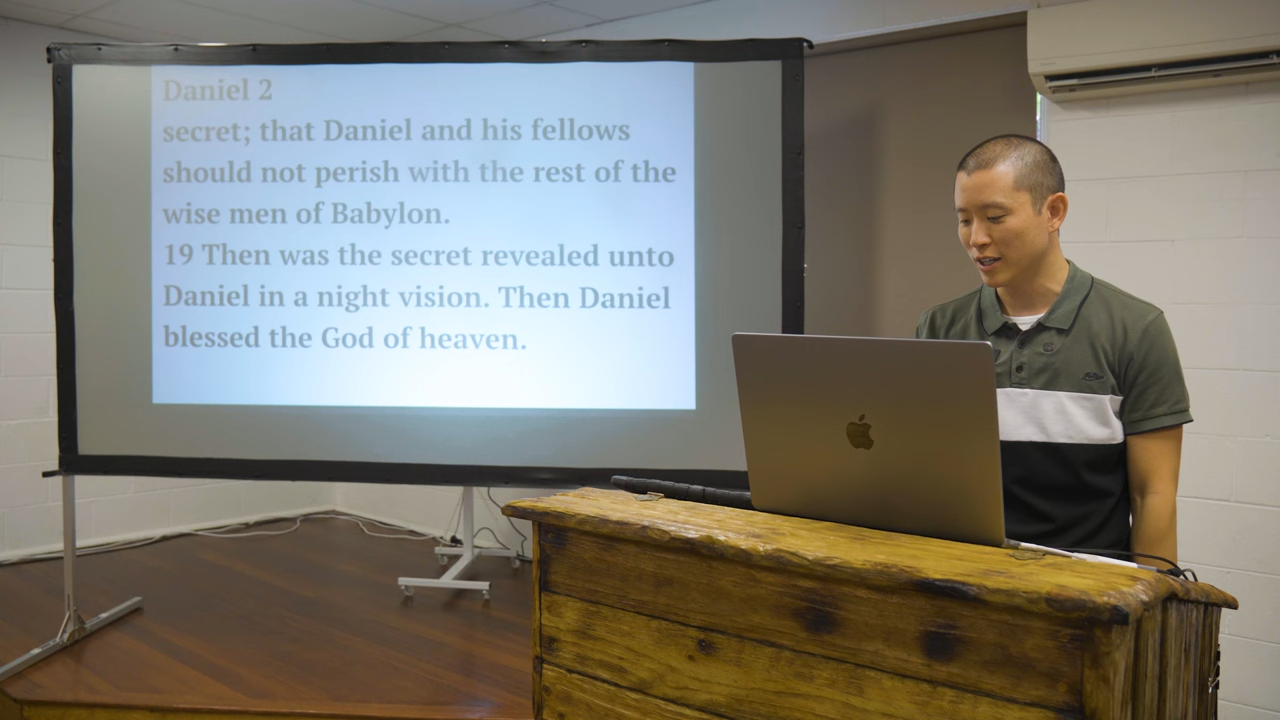 Daniel 2
secret; that Daniel and his fellows
should not perish with the rest of the
wise men of Babylon.
19 Then was the secret revealed unto
Daniel in a night vision. Then Daniel
blessed the God of heaven.